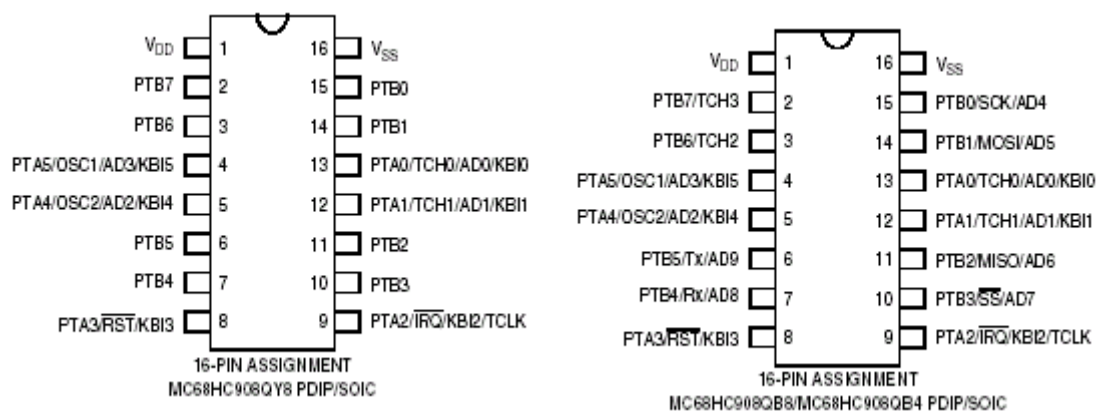 V_DD 1 16 V_SS
PTB7 2 15 PTB0
PTB6 3 14 PTB1
PTA5/OSC1/AD3/KBI5 4 13 PTA0/TCH0/AD0/KBI0
PTA4/OSC2/AD2/KBI4 5 12 PTA1/TCH1/AD1/KBI1
PTB5 6 11 PTB2
PTB4 7 10 PTB3
PTA3/RST/KBI3 8 9 PTA2/IRQ/KBI2/TCLK
16-PIN ASSIGNMENT
MC68HC908QY8 PDIP/SOIC
V_DD 1 16 V_SS
PTB7/TCH3 2 15 PTB0/SCK/AD4
PTB6/TCH2 3 14 PTB1/MOSI/AD5
PTA5/OSC1/AD3/KBI5 4 13 PTA0/TCH0/AD0/KBI0
PTA4/OSC2/AD2/KBI4 5 12 PTA1/TCH1/AD1/KBI1
PTB5/Tx/AD9 6 11 PTB2/MISO/AD6
PTB4/Rx/AD8 7 10 PTB3/SS/AD7
PTA3/RST/KBI3 8 9 PTA2/IRQ/KBI2/TCLK
16-PIN ASSIGNMENT
MC68HC908QB8/MC68HC908QB4 PDIP/SOIC